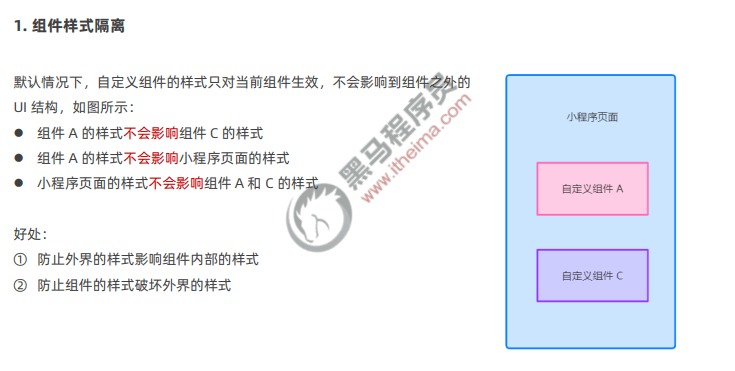 1. 组件样式隔离
默认情况下，自定义组件的样式只对当前组件生效，不会影响到组件之外的
UI 结构，如图所示：
● 组件 A 的样式不会影响组件 C 的样式
● 组件 A 的样式不会影响小程序页面的样式
● 小程序页面的样式不会影响组件 A 和 C 的样式
好处：
① 防止外界的样式影响组件内部的样式
② 防止组件的样式破坏外界的样式
小程序页面
自定义组件 A
自定义组件 C
黑马程序员
www.itheima.com